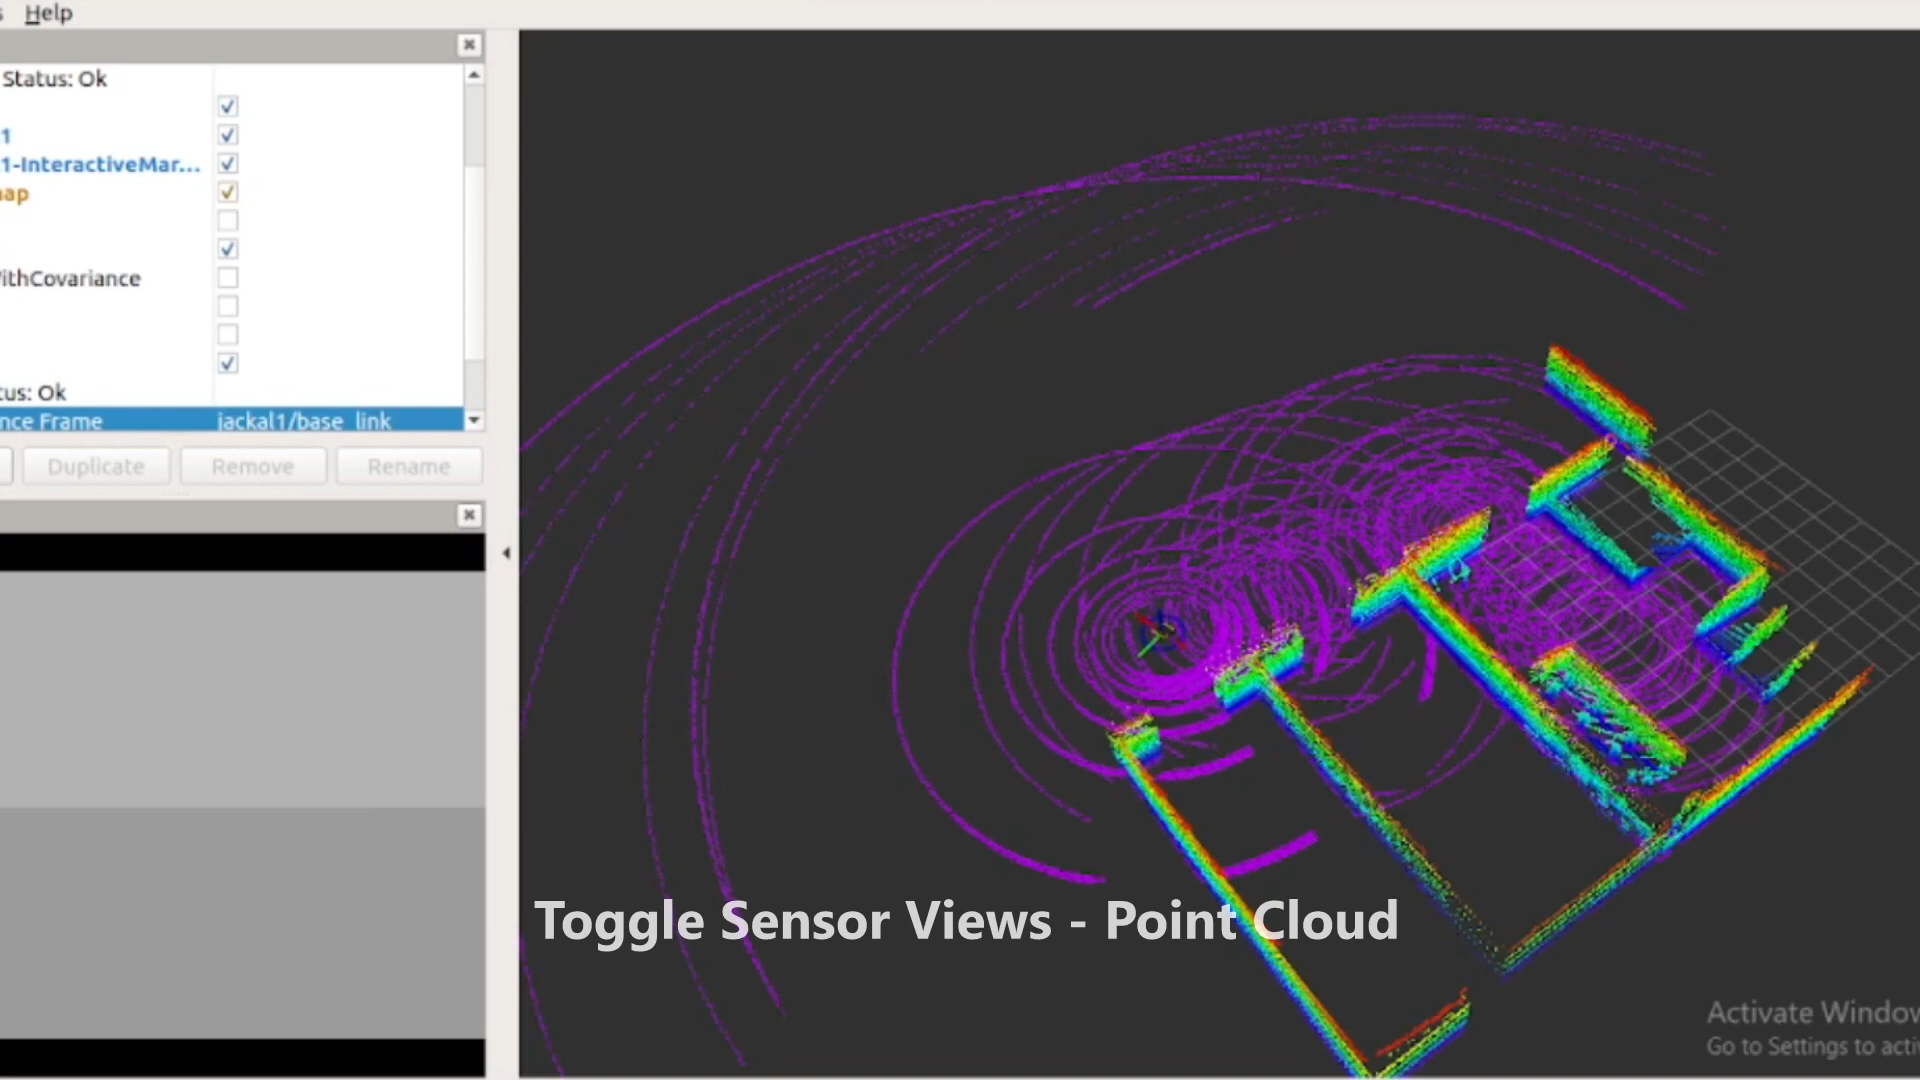 Help
Status: Ok
1
1-InteractiveMar...
ap
ithCovariance
tus: Ok
nce Frame jackal1/base_link
Duplicate Remove Rename
Toggle Sensor Views - Point Cloud
Activate Window
Go to Settings to acti